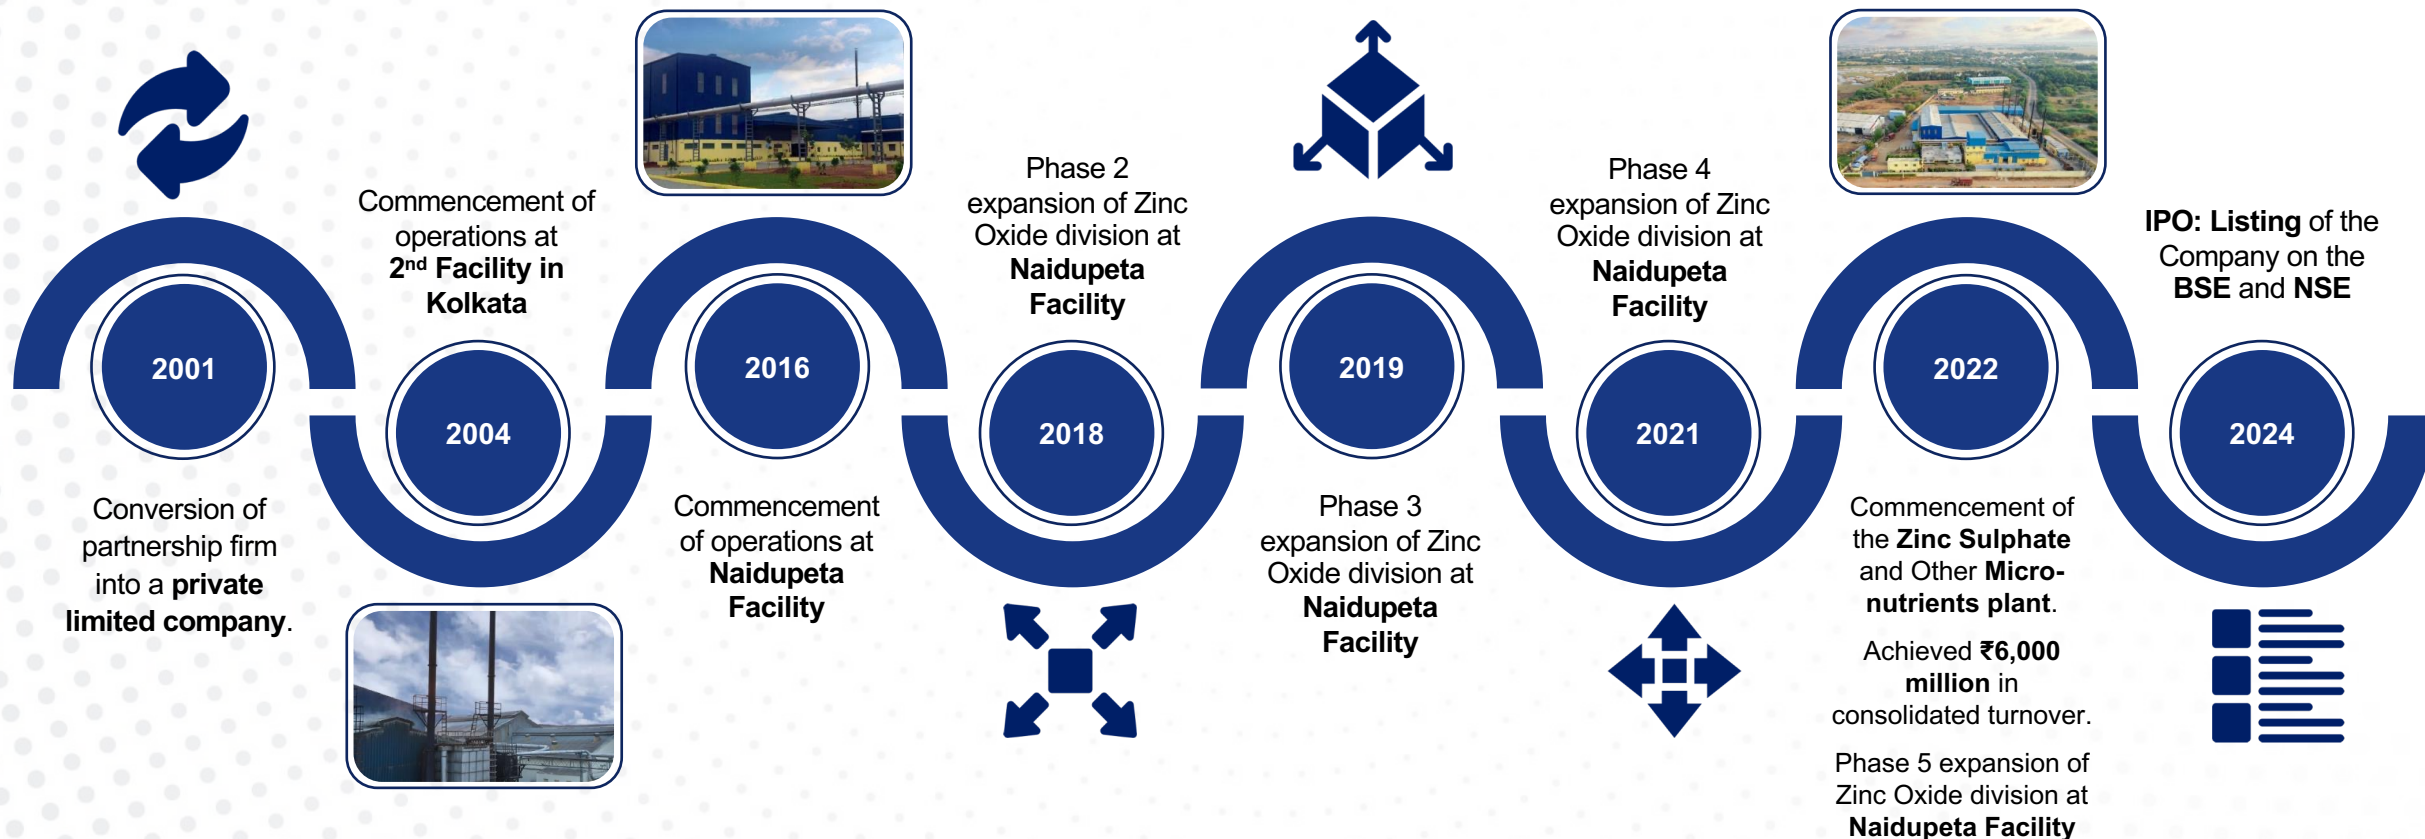 2001
Conversion of
partnership firm
into a private
limited company.
Commencement of
operations at
2nd Facility in
Kolkata
2004
2016
Commencement
of operations at
Naidupeta
Facility
Phase 2
expansion of Zinc
Oxide division at
Naidupeta
Facility
2018
2019
Phase 3
expansion of Zinc
Oxide division at
Naidupeta
Facility
Phase 4
expansion of Zinc
Oxide division at
Naidupeta
Facility
2021
2022
Commencement of
the Zinc Sulphate
and Other Micro-
nutrients plant.
Achieved ₹6,000
million in
consolidated turnover.
Phase 5 expansion of
Zinc Oxide division at
Naidupeta Facility
IPO: Listing of the
Company on the
BSE and NSE
2024